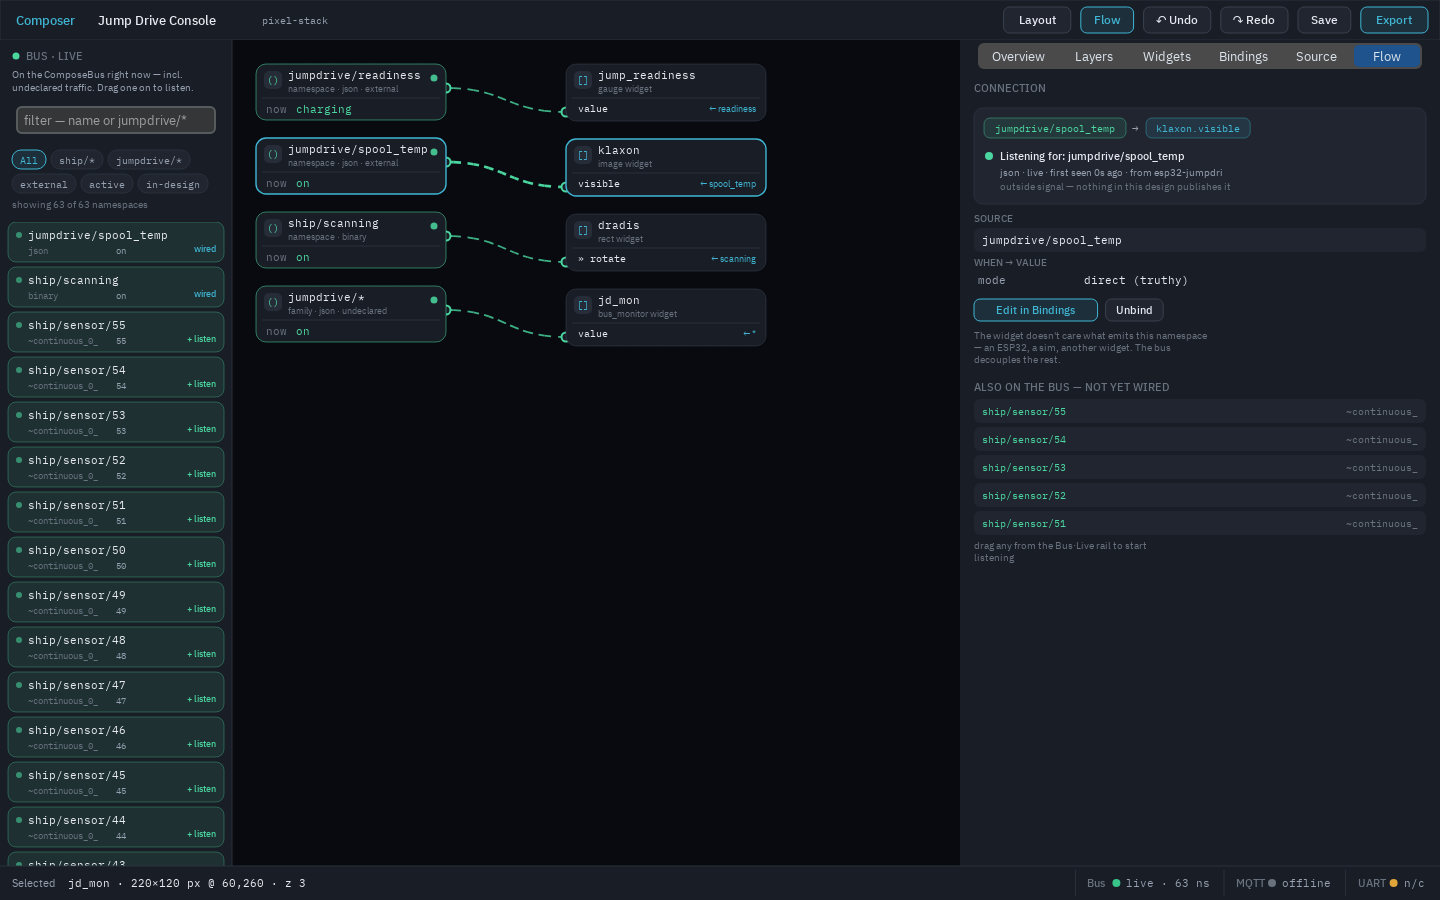 Composer Jump Drive Console pixel-stack Layout Flow ↶ Undo ↷ Redo Save Export
BUS · LIVE
On the ComposeBus right now — incl.
undeclared traffic. Drag one on to listen.
filter — name or jumpdrive/*
All ship/* jumpdrive/*
external active in-design
showing 63 of 63 namespaces
jumpdrive/spool_temp
json on wired
ship/scanning
binary on wired
ship/sensor/55
~continuous_0_ 55 + listen
ship/sensor/54
~continuous_0_ 54 + listen
ship/sensor/53
~continuous_0_ 53 + listen
ship/sensor/52
~continuous_0_ 52 + listen
ship/sensor/51
~continuous_0_ 51 + listen
ship/sensor/50
~continuous_0_ 50 + listen
ship/sensor/49
~continuous_0_ 49 + listen
ship/sensor/48
~continuous_0_ 48 + listen
ship/sensor/47
~continuous_0_ 47 + listen
ship/sensor/46
~continuous_0_ 46 + listen
ship/sensor/45
~continuous_0_ 45 + listen
ship/sensor/44
~continuous_0_ 44 + listen
ship/sensor/43
() jumpdrive/readiness
namespace · json · external
now charging
[] jump_readiness
gauge widget
value ← readiness
() jumpdrive/spool_temp
namespace · json · external
now on
[] klaxon
image widget
visible ← spool_temp
() ship/scanning
namespace · binary
now on
[] dradis
rect widget
» rotate ← scanning
() jumpdrive/*
family · json · undeclared
now on
[] jd_mon
bus_monitor widget
value ← *
Overview Layers Widgets Bindings Source Flow
CONNECTION
jumpdrive/spool_temp → klaxon.visible
Listening for: jumpdrive/spool_temp
json · live · first seen 0s ago · from esp32-jumpdri
outside signal — nothing in this design publishes it
SOURCE
jumpdrive/spool_temp
WHEN → VALUE
mode direct (truthy)
Edit in Bindings Unbind
The widget doesn't care what emits this namespace
— an ESP32, a sim, another widget. The bus
decouples the rest.
ALSO ON THE BUS — NOT YET WIRED
ship/sensor/55 ~continuous_
ship/sensor/54 ~continuous_
ship/sensor/53 ~continuous_
ship/sensor/52 ~continuous_
ship/sensor/51 ~continuous_
drag any from the Bus·Live rail to start
listening
Selected jd_mon · 220×120 px @ 60,260 · z 3 Bus live · 63 ns MQTT offline UART n/c